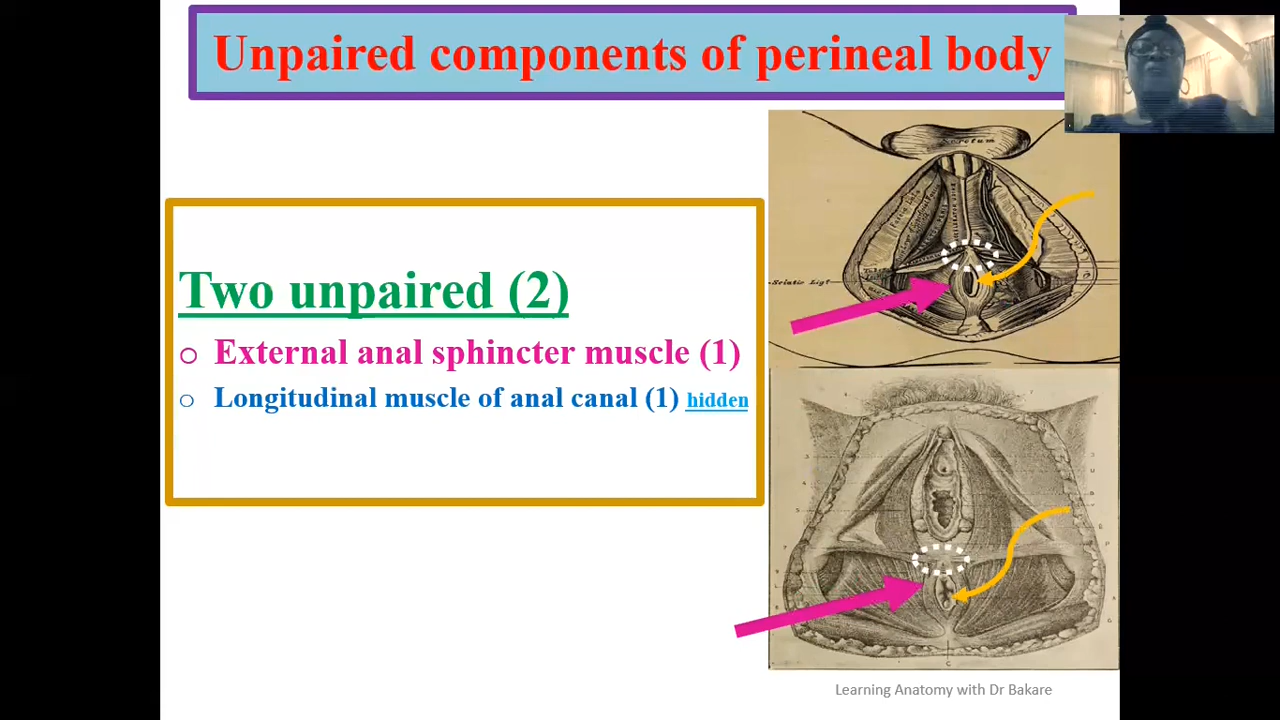 Unpaired components of perineal body
Scrotum
Two unpaired (2)
Sciatic Ligt
External anal sphincter muscle (1)
Longitudinal muscle of anal canal (1) hidden
Learning Anatomy with Dr Bakare